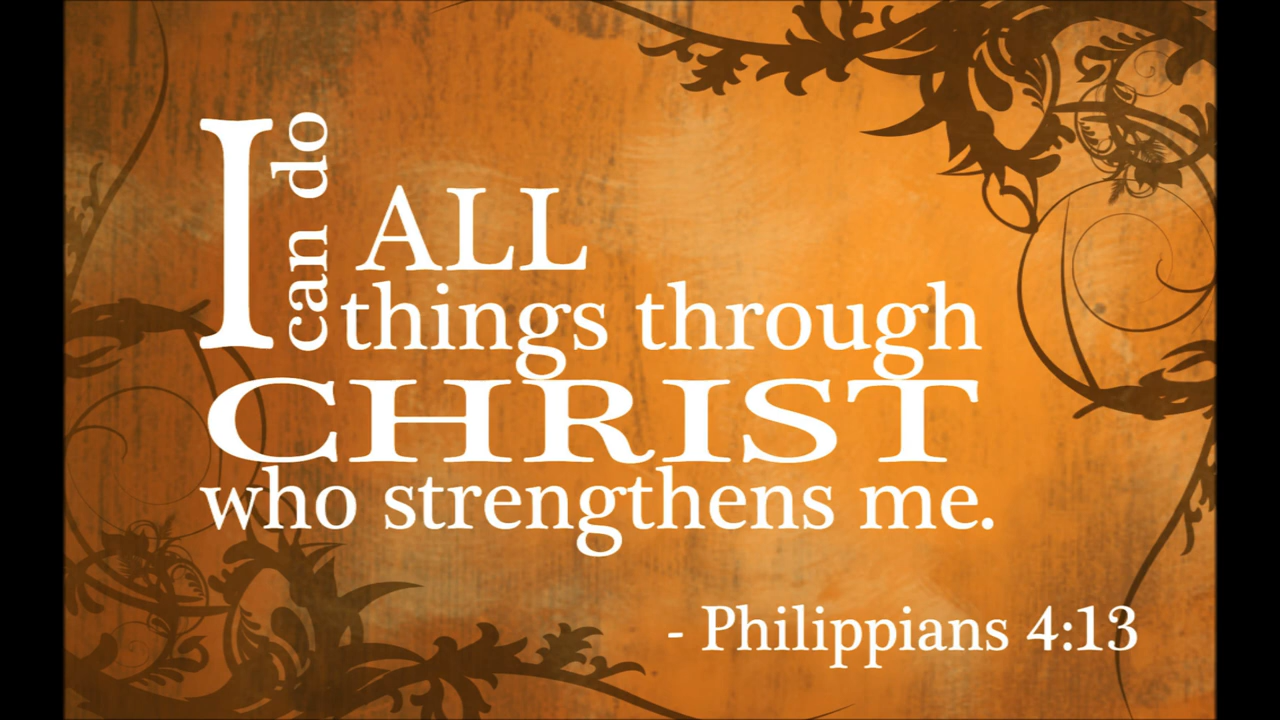 I can do ALL
things through
CHRIST
who strengthens me.
- Philippians 4:13